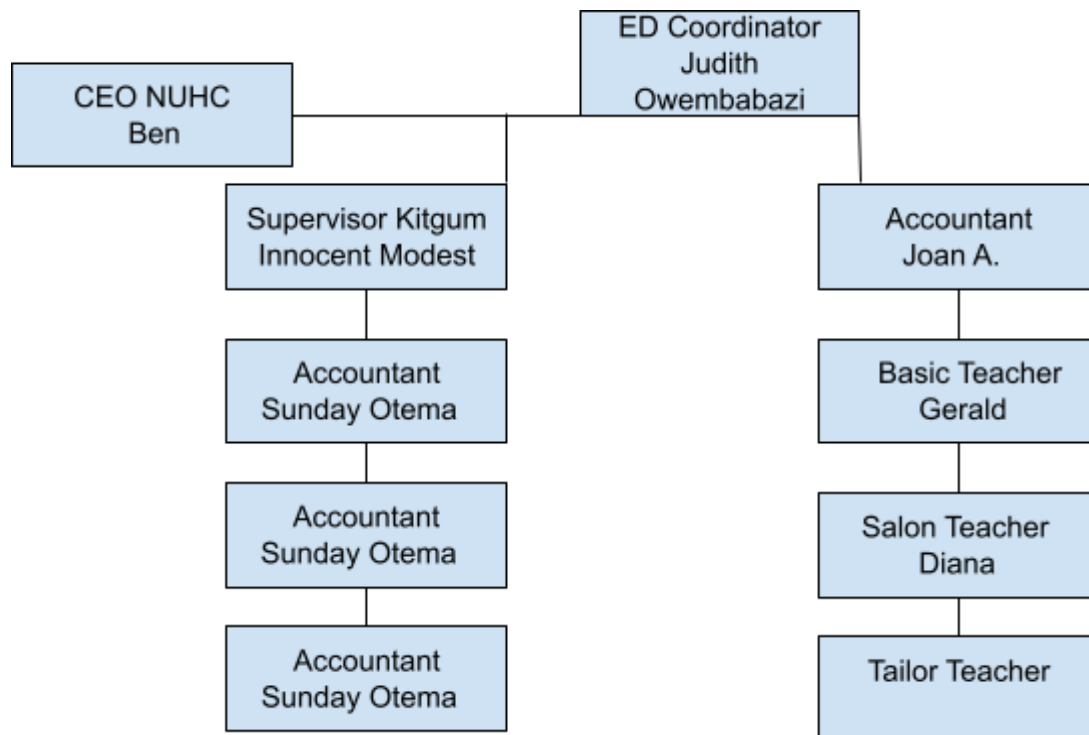 ED Coordinator
Judith
Owembabazi
CEO NUHC
Ben
Supervisor Kitgum
Innocent Modest
Accountant
Joan A.
Accountant
Sunday Otema
Basic Teacher
Gerald
Accountant
Sunday Otema
Salon Teacher
Diana
Accountant
Sunday Otema
Tailor Teacher